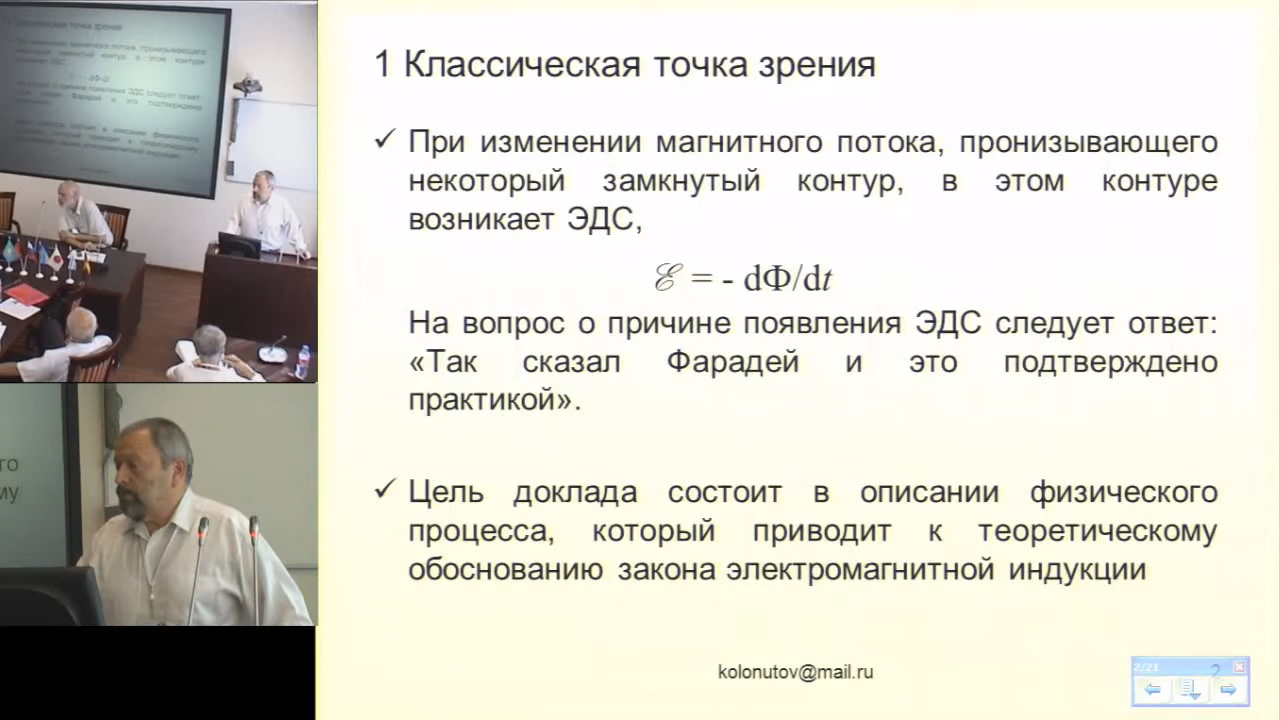 1 Классическая точка зрения
✓ При изменении магнитного потока, пронизывающего
некоторый замкнутый контур, в этом контуре
возникает ЭДС,
ℰ = - dФ/dt
На вопрос о причине появления ЭДС следует ответ:
«Так сказал Фарадей и это подтверждено
практикой».
✓ Цель доклада состоит в описании физического
процесса, который приводит к теоретическому
обоснованию закона электромагнитной индукции
kolonutov@mail.ru
2/21
2